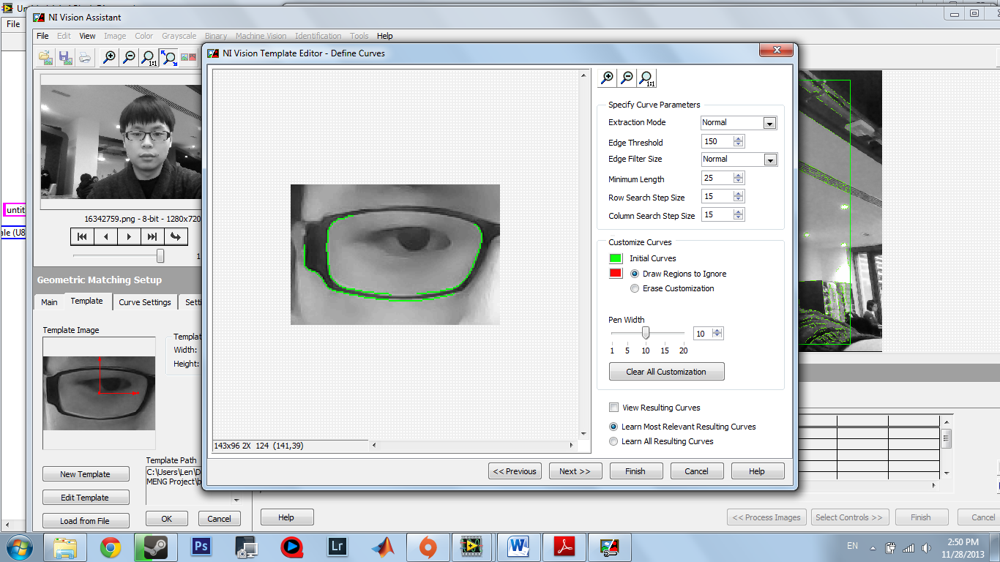 NI Vision Assistant
File
File Edit View Image Color Grayscale Binary Machine Vision Identification Tools Help
1:1
16342759.png - 8-bit - 1280x720
1
untit
ale (U8
Geometric Matching Setup
Main Template Curve Settings Setti
Template Image
Templat
Width:
Height:
New Template
Edit Template
Load from File
Template Path
C:\Users\Len\D
MENG Project\b
OK Cancel
NI Vision Template Editor - Define Curves
143x96 2X 124 (141,39)
1:1
Specify Curve Parameters
Extraction Mode Normal
Edge Threshold 150
Edge Filter Size Normal
Minimum Length 25
Row Search Step Size 15
Column Search Step Size 15
Customize Curves
Initial Curves
Draw Regions to Ignore
Erase Customization
Pen Width
10
1 5 10 15 20
Clear All Customization
View Resulting Curves
Learn Most Relevant Resulting Curves
Learn All Resulting Curves
<< Previous Next >> Finish Cancel Help
Help << Process Images Select Controls >> Finish Cancel
Ps Lr W
EN
2:50 PM
11/28/2013